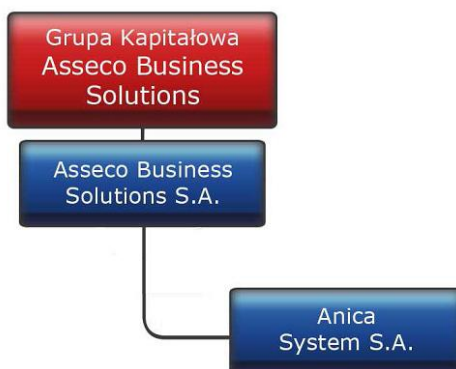 Grupa Kapitałowa
Asseco Business
Solutions
Asseco Business
Solutions S.A.
Anica
System S.A.